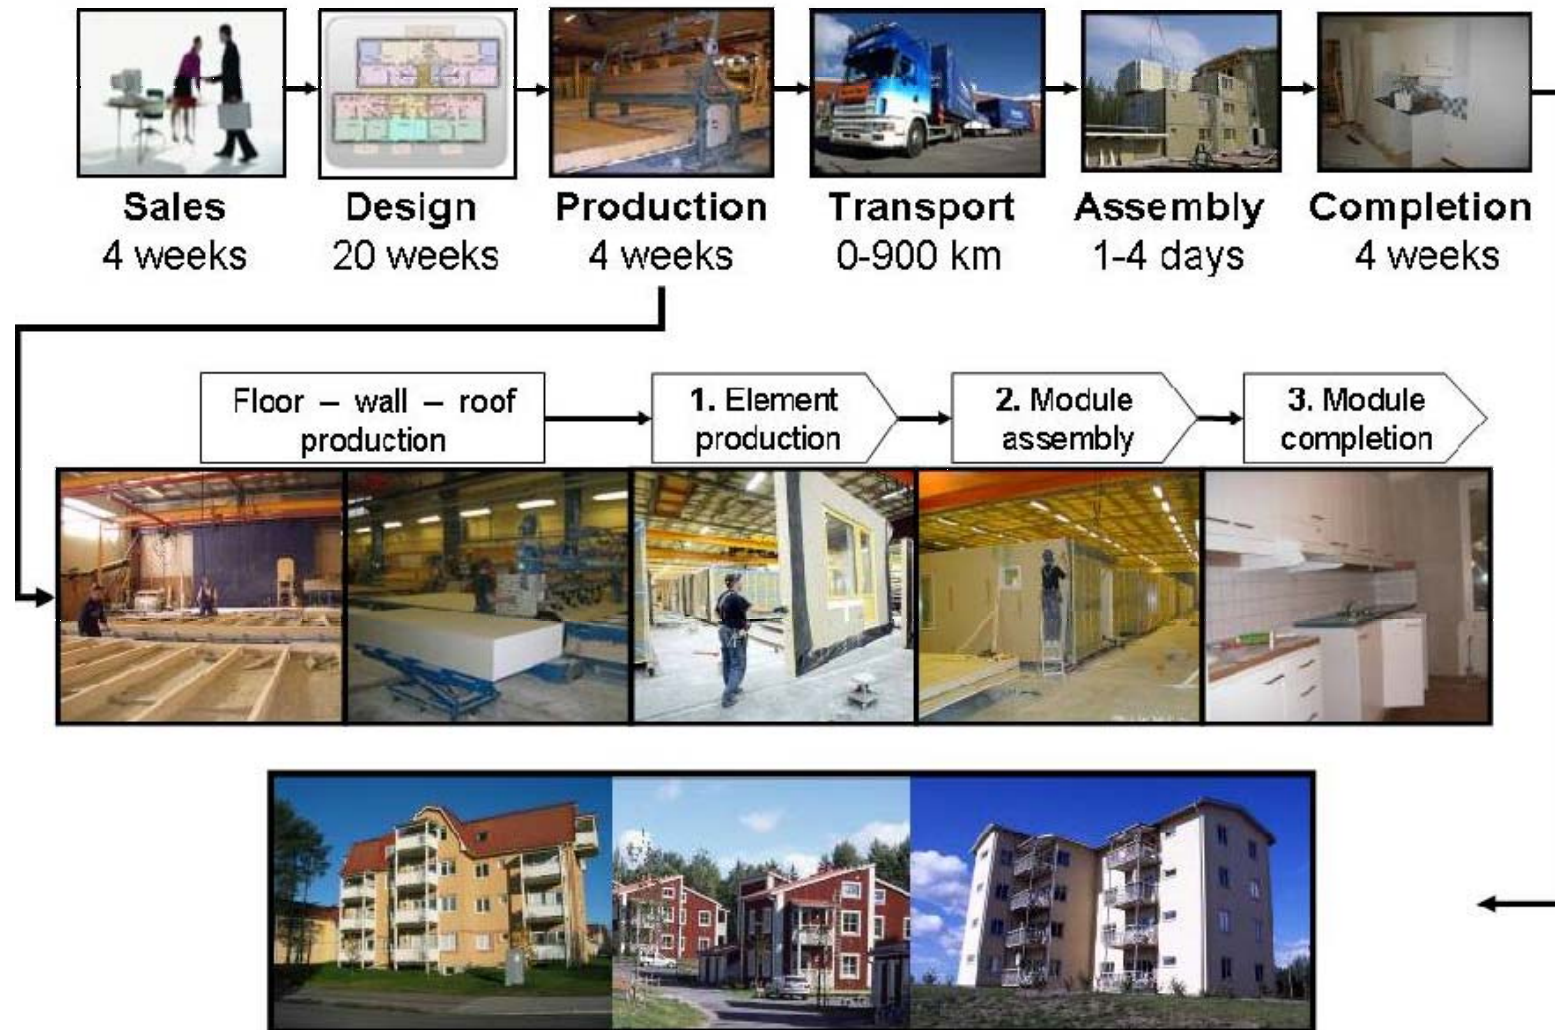 Sales
4 weeks
Design
20 weeks
Production
4 weeks
Transport
0-900 km
Assembly
1-4 days
Completion
4 weeks
Floor – wall – roof
production
1. Element
production
2. Module
assembly
3. Module
completion